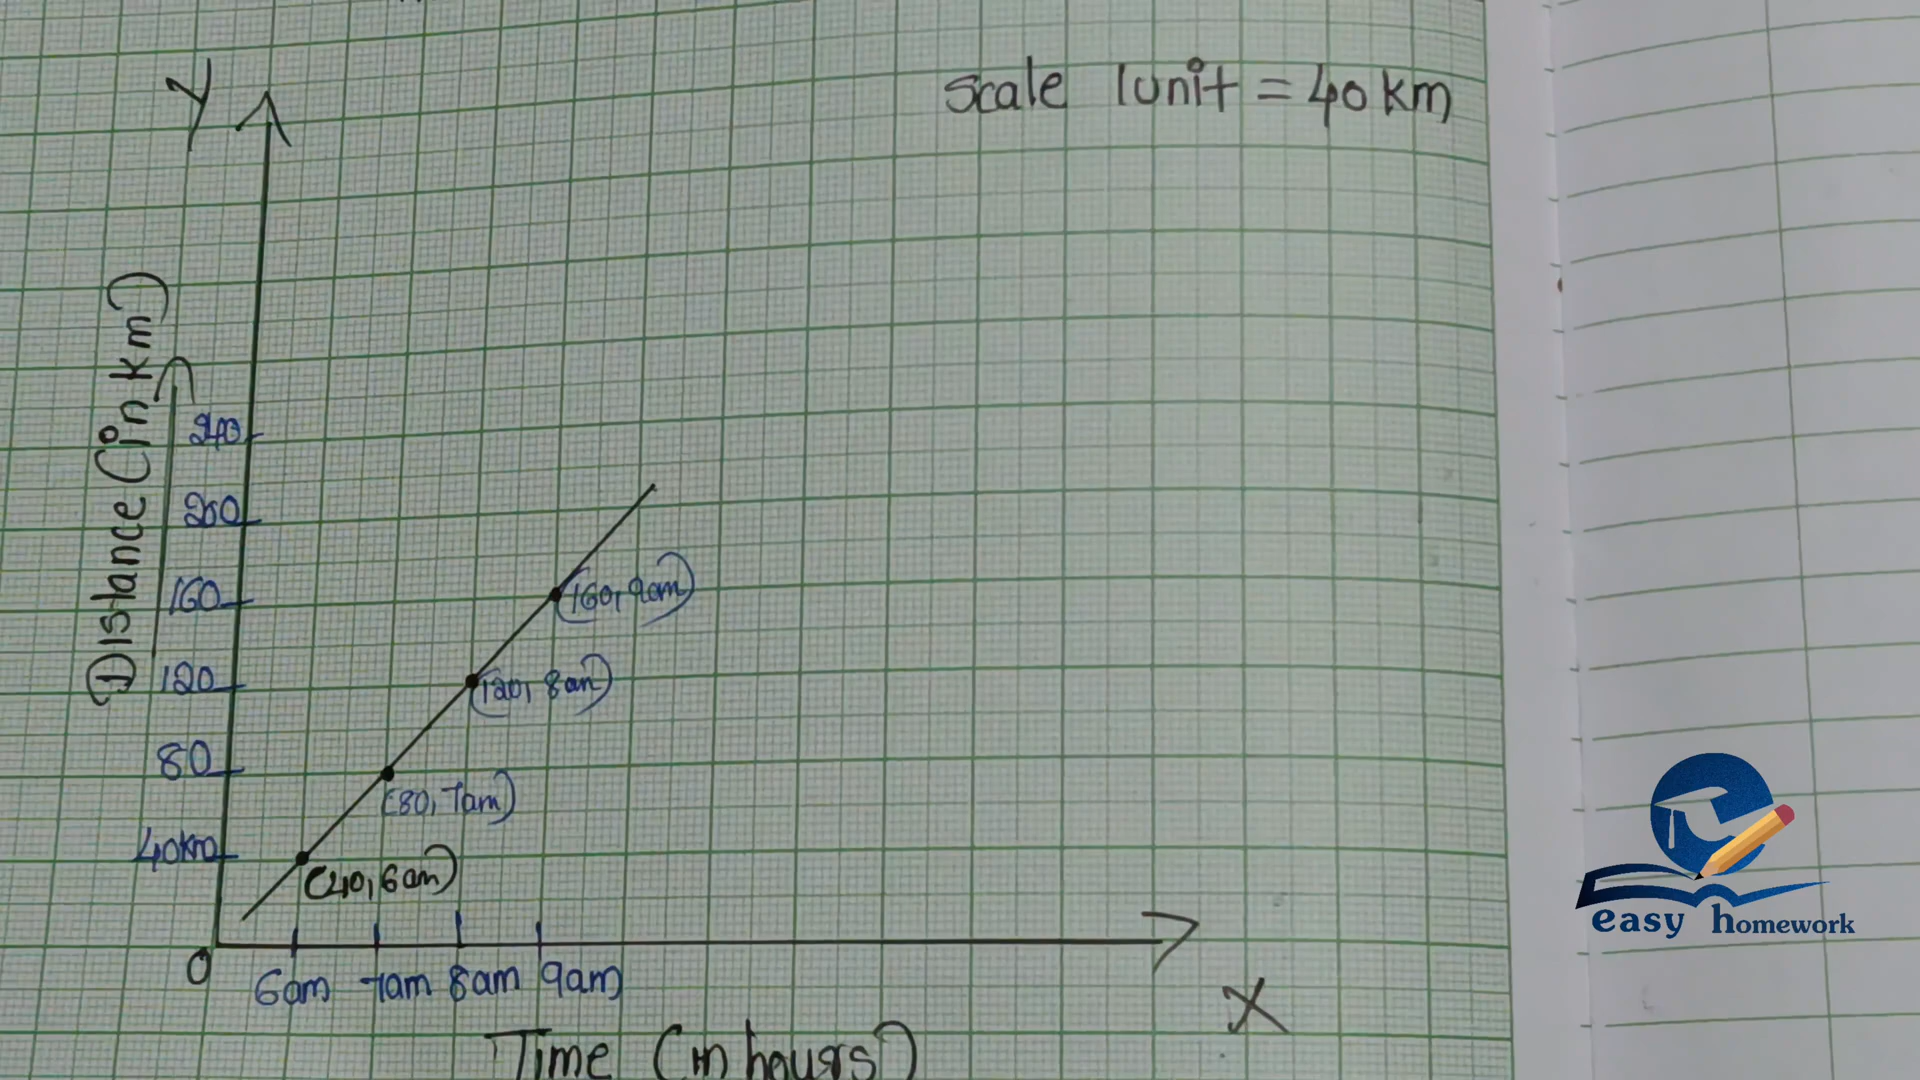 Y
scale 1unit = 40 km
Distance (in km)
240
200
160
(160, 9am)
120
(120, 8am)
80
(80, 7am)
40km
(40, 6am)
0
6am 7am 8am 9am
X
Time (in hours)
easy homework